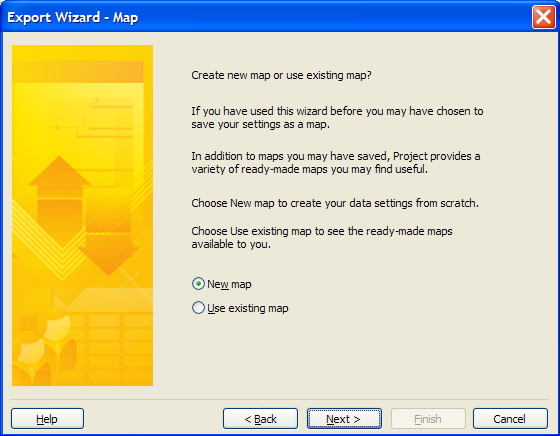 Export Wizard - Map
Create new map or use existing map?
If you have used this wizard before you may have chosen to
save your settings as a map.
In addition to maps you may have saved, Project provides a
variety of ready-made maps you may find useful.
Choose New map to create your data settings from scratch.
Choose Use existing map to see the ready-made maps
available to you.
New map
Use existing map
Help
< Back
Next >
Finish
Cancel